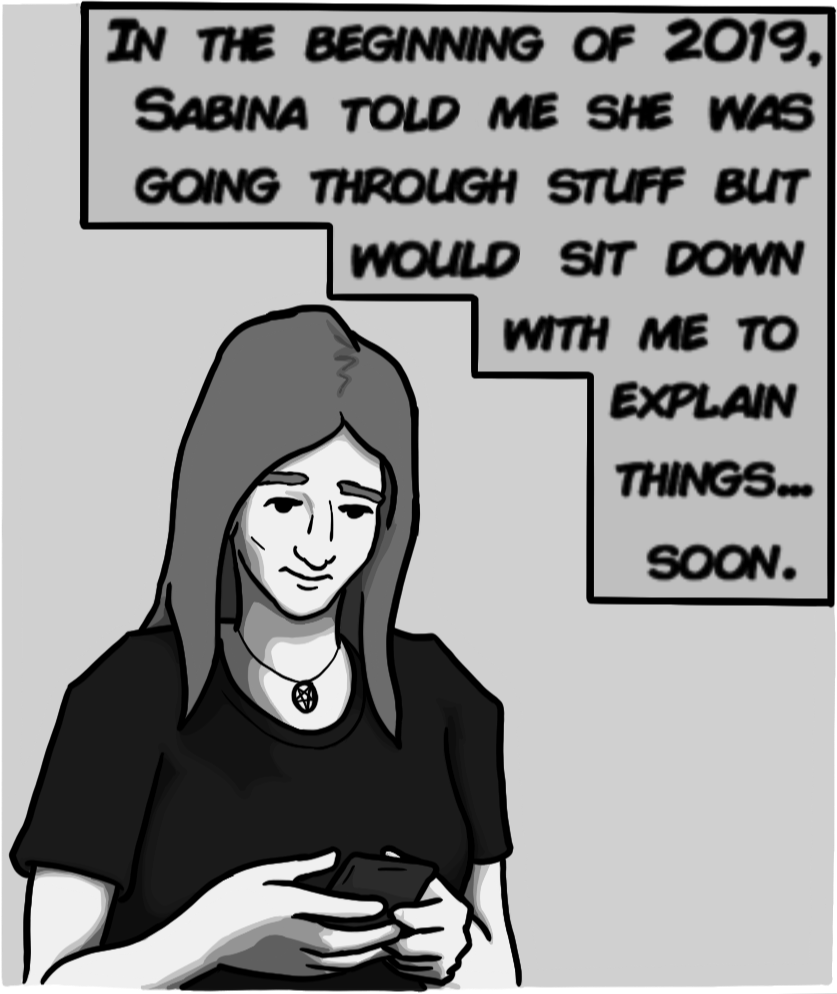 In the beginning of 2019,
Sabina told me she was
going through stuff but
would sit down
with me to
explain
things...
soon.